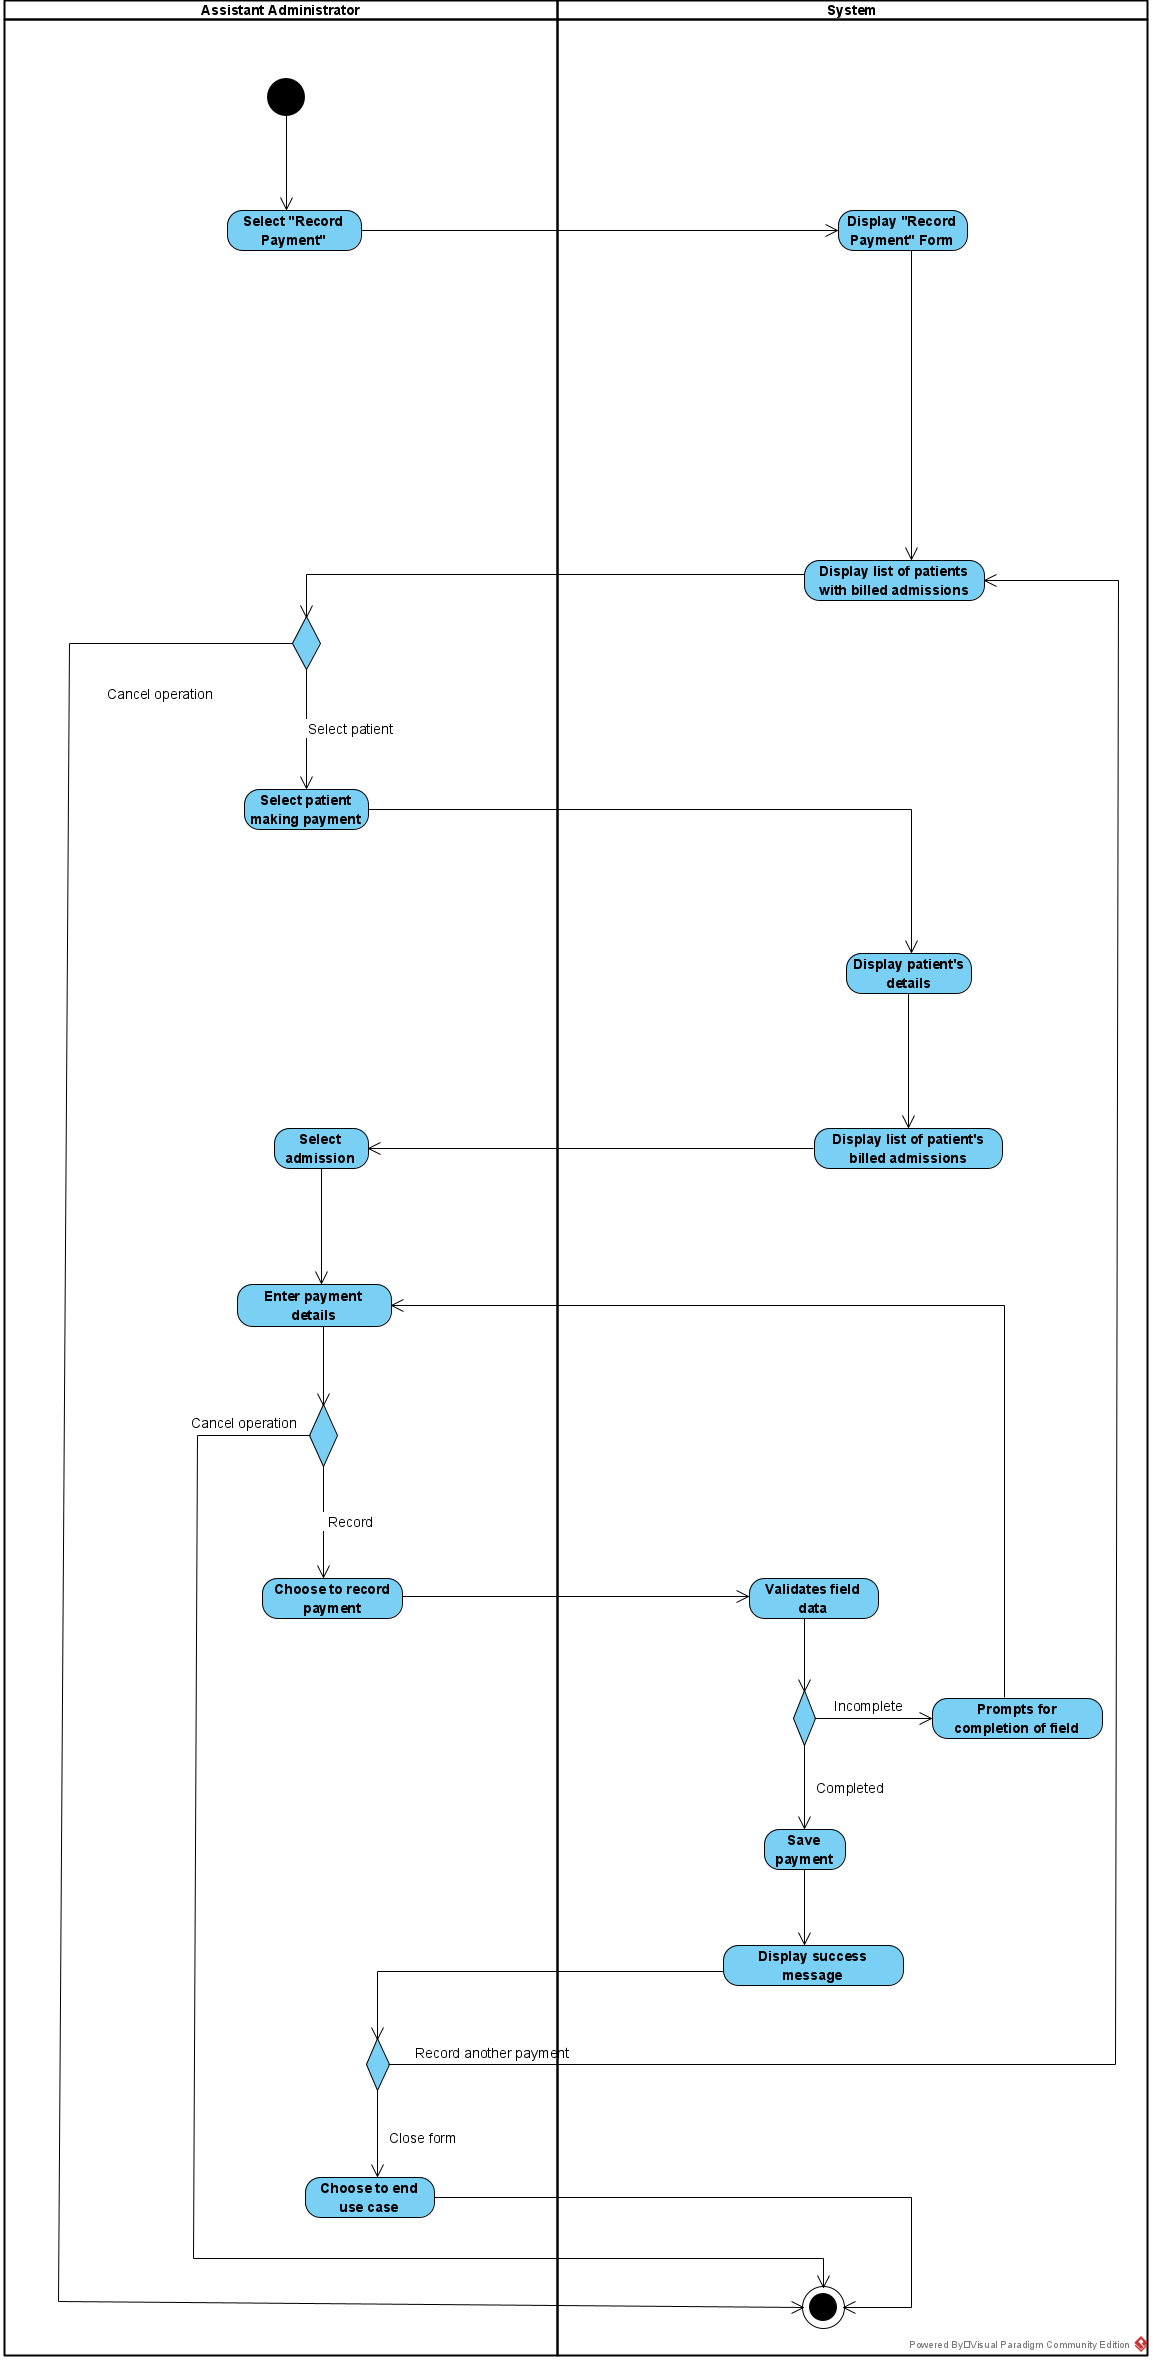 Assistant Administrator
System
Select "Record
Payment"
Display "Record
Payment" Form
Display list of patients
with billed admissions
Cancel operation
Select patient
Select patient
making payment
Display patient's
details
Select
admission
Display list of patient's
billed admissions
Enter payment
details
Cancel operation
Record
Choose to record
payment
Validates field
data
Incomplete
Prompts for
completion of field
Completed
Save
payment
Display success
message
Record another payment
Close form
Choose to end
use case
Powered By Visual Paradigm Community Edition